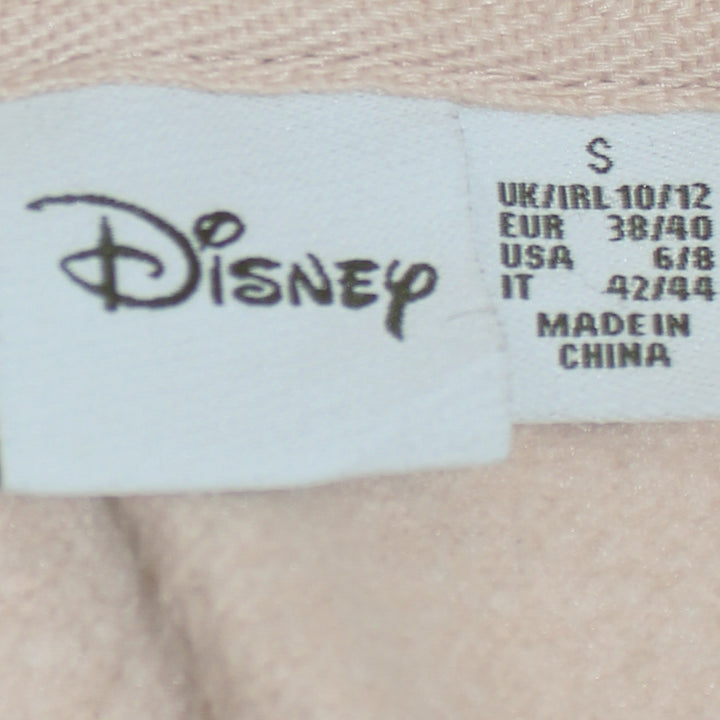 Disney
S
UK/IRL 10/12
EUR 38/40
USA 6/8
IT 42/44
MADE IN
CHINA